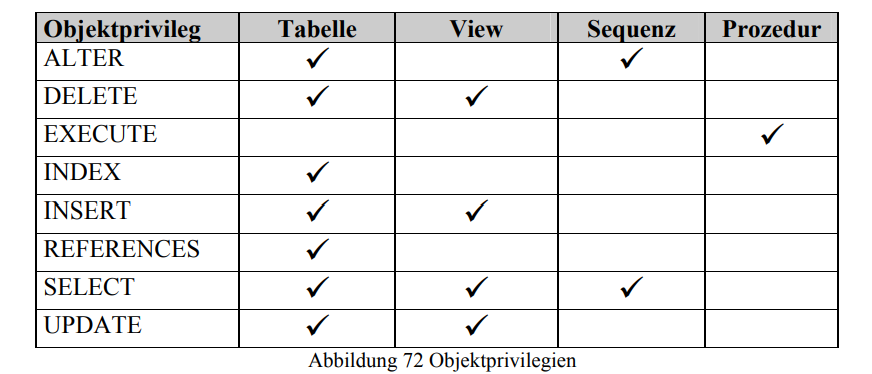 Objektprivileg Tabelle View Sequenz Prozedur
ALTER ✓ ✓
DELETE ✓ ✓
EXECUTE ✓
INDEX ✓
INSERT ✓ ✓
REFERENCES ✓
SELECT ✓ ✓ ✓
UPDATE ✓ ✓
Abbildung 72 Objektprivilegien